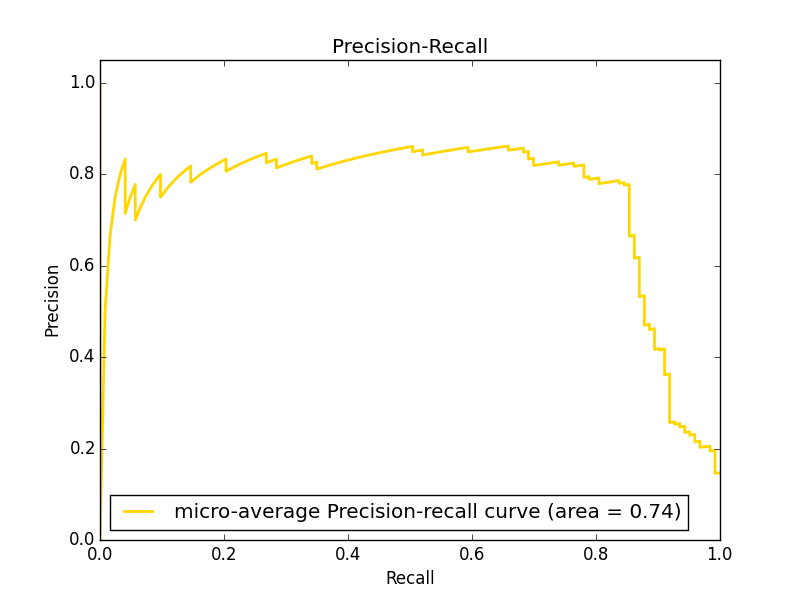 Precision-Recall
1.0
0.8
0.6
0.4
0.2
0.0
Precision
micro-average Precision-recall curve (area = 0.74)
0.0 0.2 0.4 0.6 0.8 1.0
Recall